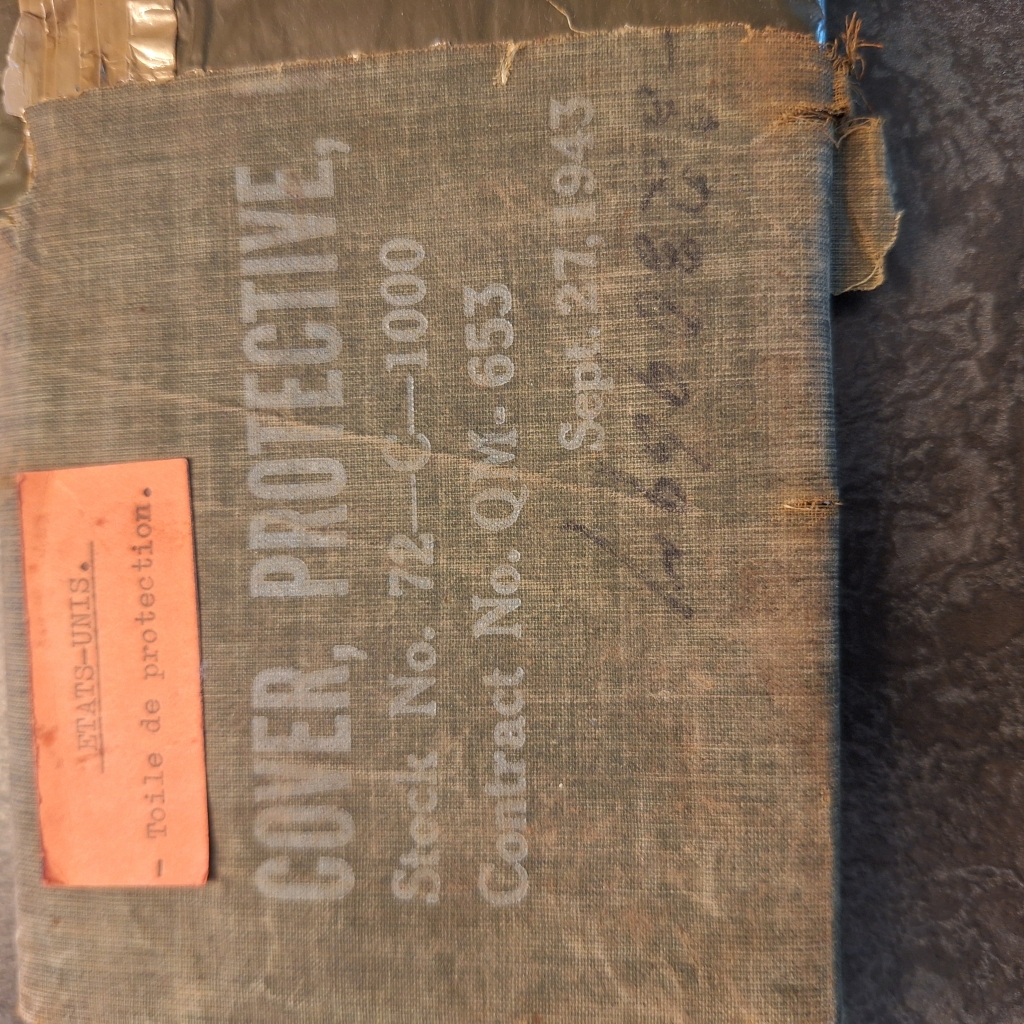 ETATS-UNIS.
- Toile de protection.
COVER, PROTECTIVE,
Stock No. 72—C—1000
Contract No. QM-653
Sept. 27, 1943